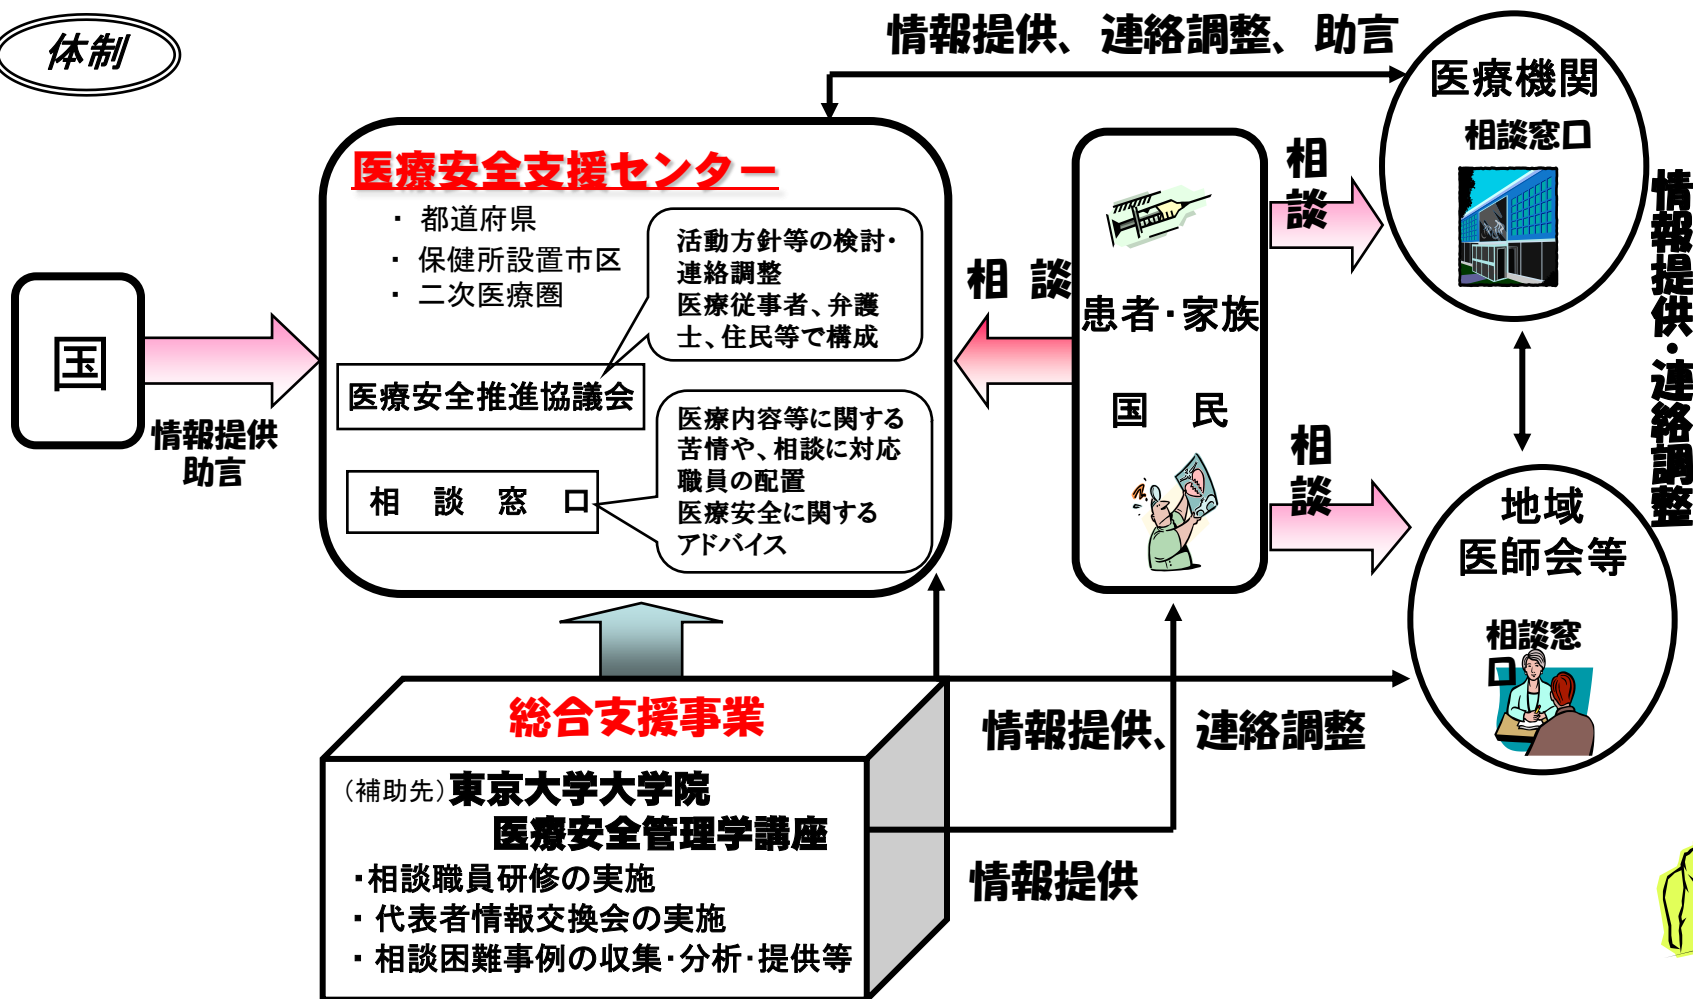 体制
情報提供、連絡調整、助言
医療機関
相談窓口
医療安全支援センター
・ 都道府県
・ 保健所設置市区
・ 二次医療圏
活動方針等の検討・
連絡調整
医療従事者、弁護
士、住民等で構成
医療安全推進協議会
医療内容等に関する
苦情や、相談に対応
職員の配置
医療安全に関する
アドバイス
相談窓口
国
情報提供
助言
相談
患者・家族
国民
相談
相談
情報提供・連絡調整
地域
医師会等
相談窓
口
総合支援事業
情報提供、連絡調整
（補助先）東京大学大学院
医療安全管理学講座
・相談職員研修の実施
・代表者情報交換会の実施
・相談困難事例の収集・分析・提供等
情報提供